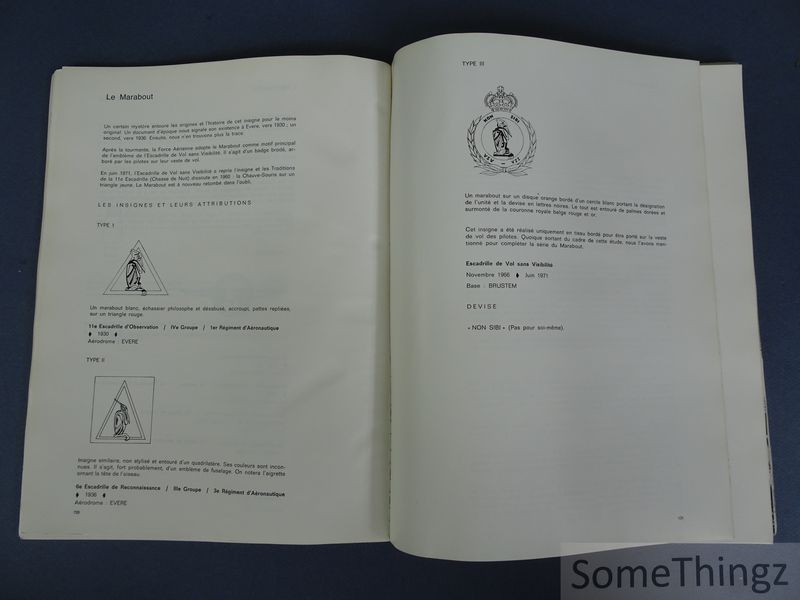 Le Marabout
Un certain mystère entoure les origines et l'histoire de cet insigne pour le moins
original. Un document d'époque nous signale son existence à Evere, vers 1930 ; un
second, vers 1936. Ensuite, nous n'en trouvons plus la trace.
Après la tourmente, la Force Aérienne adopte le Marabout comme motif principal
de l'emblème de l'Escadrille de Vol sans Visibilité. Il s'agit d'un badge brodé, ar-
boré par les pilotes sur leur veste de vol.
En juin 1971, l'Escadrille de Vol sans Visibilité a repris l'insigne et les Traditions
de la 11e Escadrille (Chasse de Nuit) dissoute en 1960 : la Chauve-Souris sur un
triangle jaune. Le Marabout est à nouveau retombé dans l'oubli.
LES INSIGNES ET LEURS ATTRIBUTIONS
TYPE I
Un marabout blanc, échassier philosophe et désabusé, accroupi, pattes repliées,
sur un triangle rouge.
11e Escadrille d'Observation / IVe Groupe / 1er Régiment d'Aéronautique
♦ 1930 ♦
Aérodrome : EVERE
TYPE II
Insigne similaire, non stylisé et entouré d'un quadrilatère. Ses couleurs sont incon-
nues. Il s'agit, fort probablement, d'un emblème de fuselage. On notera l'aigrette
ornant la tête de l'oiseau.
6e Escadrille de Reconnaissance / IIIe Groupe / 3e Régiment d'Aéronautique
♦ 1936 ♦
Aérodrome : EVERE
TYPE III
NON SIBI
Un marabout sur un disque orange bordé d'un cercle blanc portant la désignation
de l'unité et la devise en lettres noires. Le tout est entouré de palmes dorées et
surmonté de la couronne royale belge rouge et or.
Cet insigne a été réalisé uniquement en tissu bordé pour être porté sur la veste
de vol des pilotes. Quoique sortant du cadre de cette étude, nous l'avons men-
tionné pour compléter la série du Marabout.
Escadrille de Vol sans Visibilité
Novembre 1966 ♦ Juin 1971
Base : BRUSTEM
DEVISE
« NON SIBI » (Pas pour soi-même).
SomeThingz